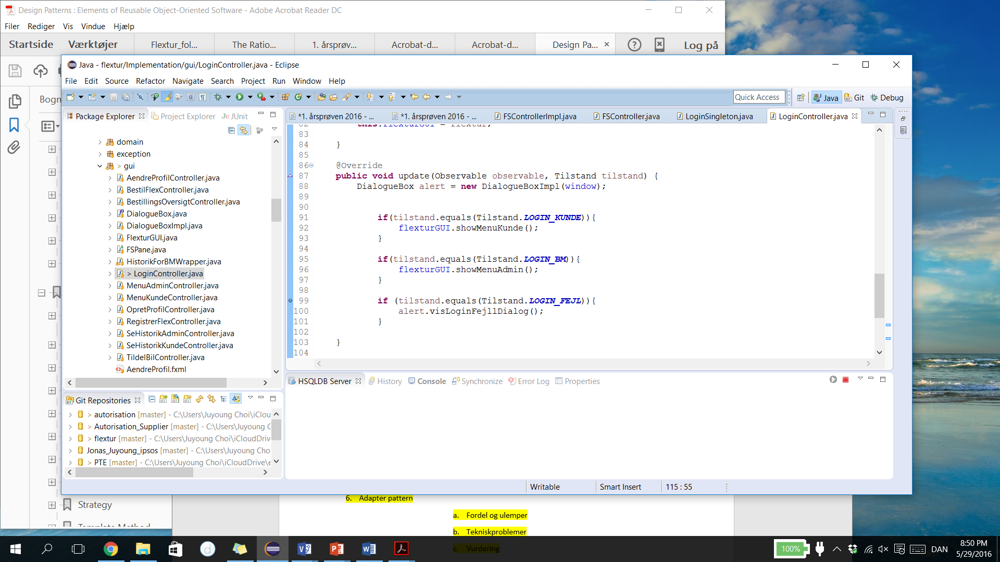 Design Patterns : Elements of Reusable Object-Oriented Software - Adobe Acrobat Reader DC
Filer Rediger Vis Vindue Hjælp
Startside Værktøjer Flextur_fol... The Ratio... 1. årsprøv... Acrobat-d... Acrobat-d... Design Pa... Log på
Bogn
Java - flextur/Implementation/gui/LoginController.java - Eclipse
File Edit Source Refactor Navigate Search Project Run Window Help
Quick Access Java Git Debug
Package Explorer Project Explorer JUnit
domain
exception
> gui
AendreProfilController.java
BestilFlexController.java
BestillingsOversigtController.java
DialogueBox.java
DialogueBoxImpl.java
FlexturGUI.java
FSPane.java
HistorikForBMWrapper.java
> LoginController.java
MenuAdminController.java
MenuKundeController.java
OpretProfilController.java
RegistrerFlexController.java
SeHistorikAdminController.java
SeHistorikKundeController.java
TildelBilController.java
AendreProfil.fxml
*1. årsprøven 2016 - ... *1. årsprøven 2016 - ... FSControllerImpl.java FSController.java LoginSingleton.java LoginController.java
82 this.flexturGUI = flextur;
83
84 }
85
86 @Override
87 public void update(Observable observable, Tilstand tilstand) {
88 DialogueBox alert = new DialogueBoxImpl(window);
89
90
91 if(tilstand.equals(Tilstand.LOGIN_KUNDE)){
92 flexturGUI.showMenuKunde();
93 }
94
95 if(tilstand.equals(Tilstand.LOGIN_BM)){
96 flexturGUI.showMenuAdmin();
97 }
98
99 if (tilstand.equals(Tilstand.LOGIN_FEJL)){
100 alert.visLoginFejllDialog();
101 }
102
103 }
104
HSQLDB Server History Console Synchronize Error Log Properties
Git Repositories
> autorisation [master] - C:\Users\Juyoung Choi\iClou
> Autorisation_Supplier [master] - C:\Users\Juyoung C
> flextur [master] - C:\Users\Juyoung Choi\iCloudDriv
Jonas_Juyoung_ipsos [master] - C:\Users\Juyoung Cho
> PTE [master] - C:\Users\Juyoung Choi\iCloudDrive\e
Writable Smart Insert 115 : 55
Strategy
Template Method
6. Adapter pattern
a. Fordel og ulemper
b. Tekniskproblemer
c. Vurdering
100% DAN 8:50 PM
5/29/2016